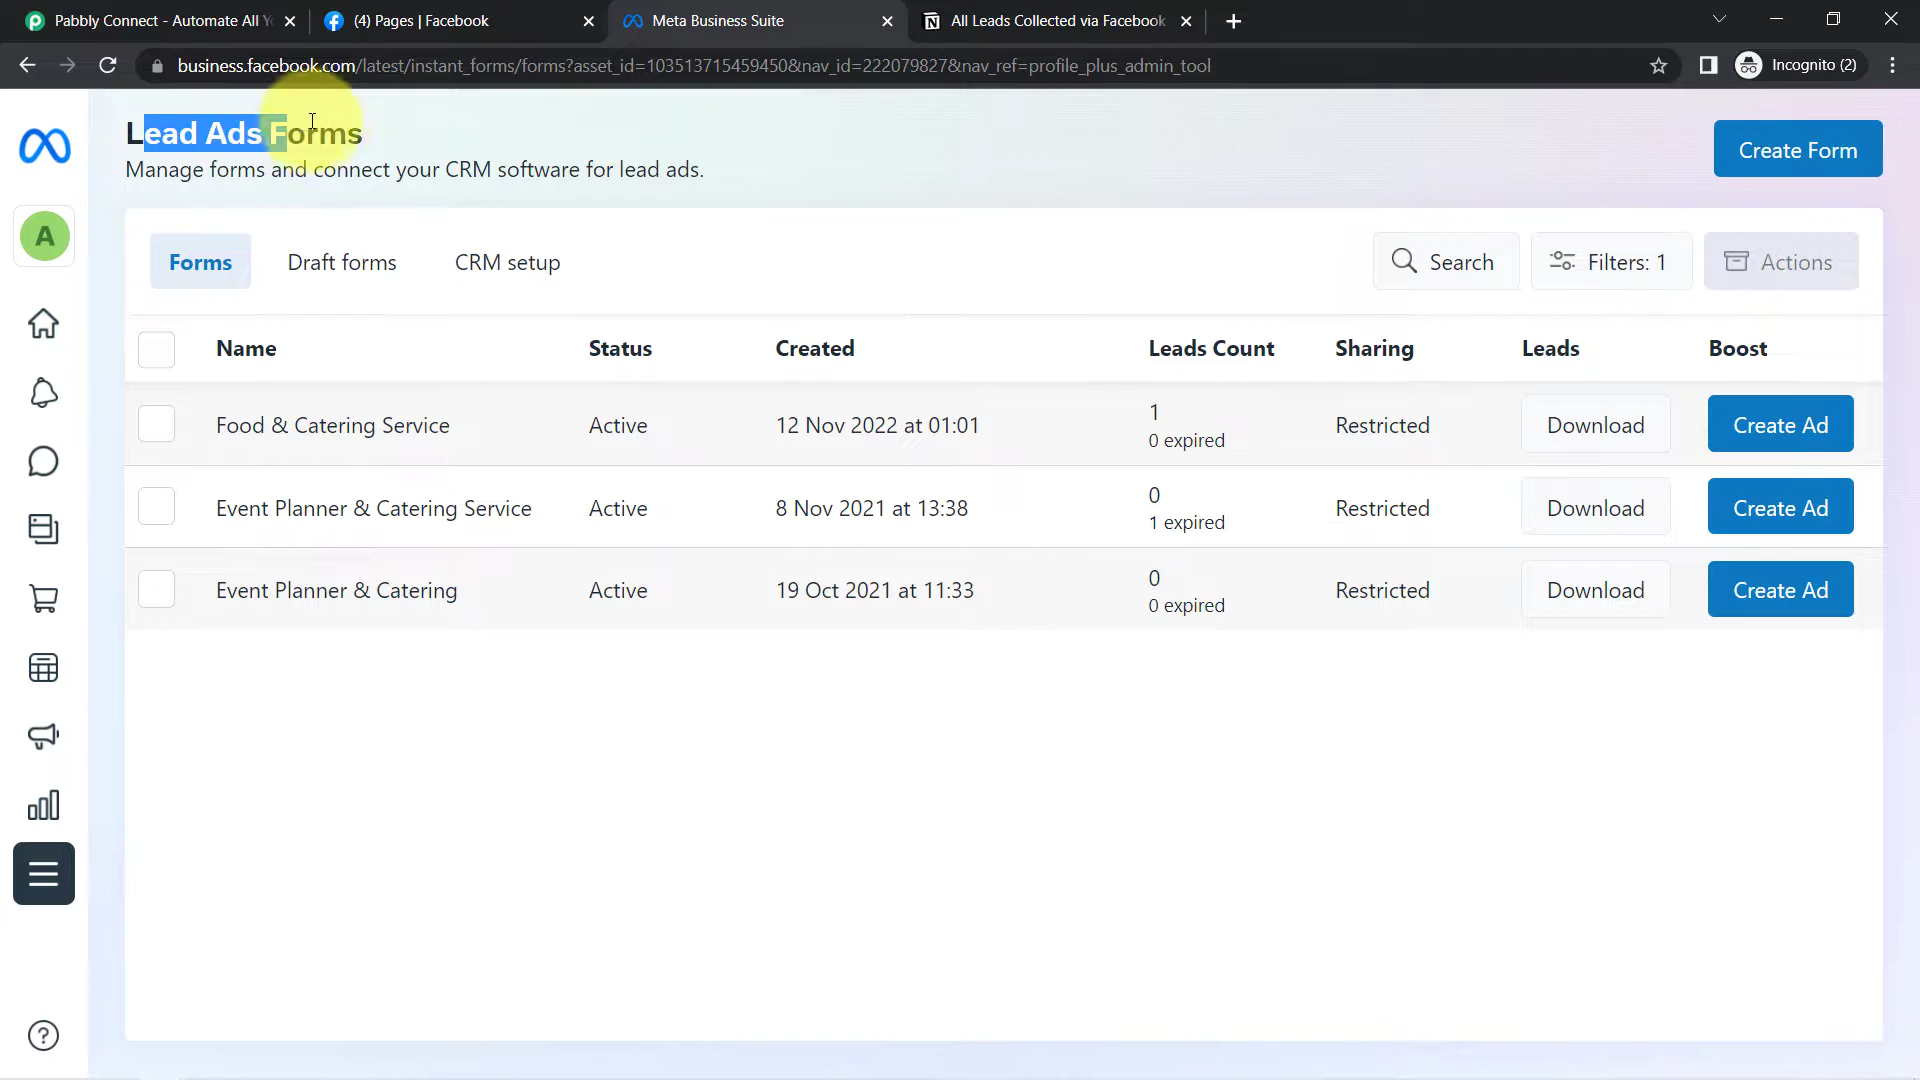 Pabbly Connect - Automate All Y
(4) Pages | Facebook
Meta Business Suite
All Leads Collected via Facebook
business.facebook.com/latest/instant_forms/forms?asset_id=103513715459450&nav_id=222079827&nav_ref=profile_plus_admin_tool
Incognito (2)
Lead Ads Forms
Manage forms and connect your CRM software for lead ads.
Create Form
A
Forms
Draft forms
CRM setup
Search
Filters: 1
Actions
Name Status Created Leads Count Sharing Leads Boost
Food & Catering Service Active 12 Nov 2022 at 01:01 1 Restricted Download Create Ad
0 expired
Event Planner & Catering Service Active 8 Nov 2021 at 13:38 0 Restricted Download Create Ad
1 expired
Event Planner & Catering Active 19 Oct 2021 at 11:33 0 Restricted Download Create Ad
0 expired